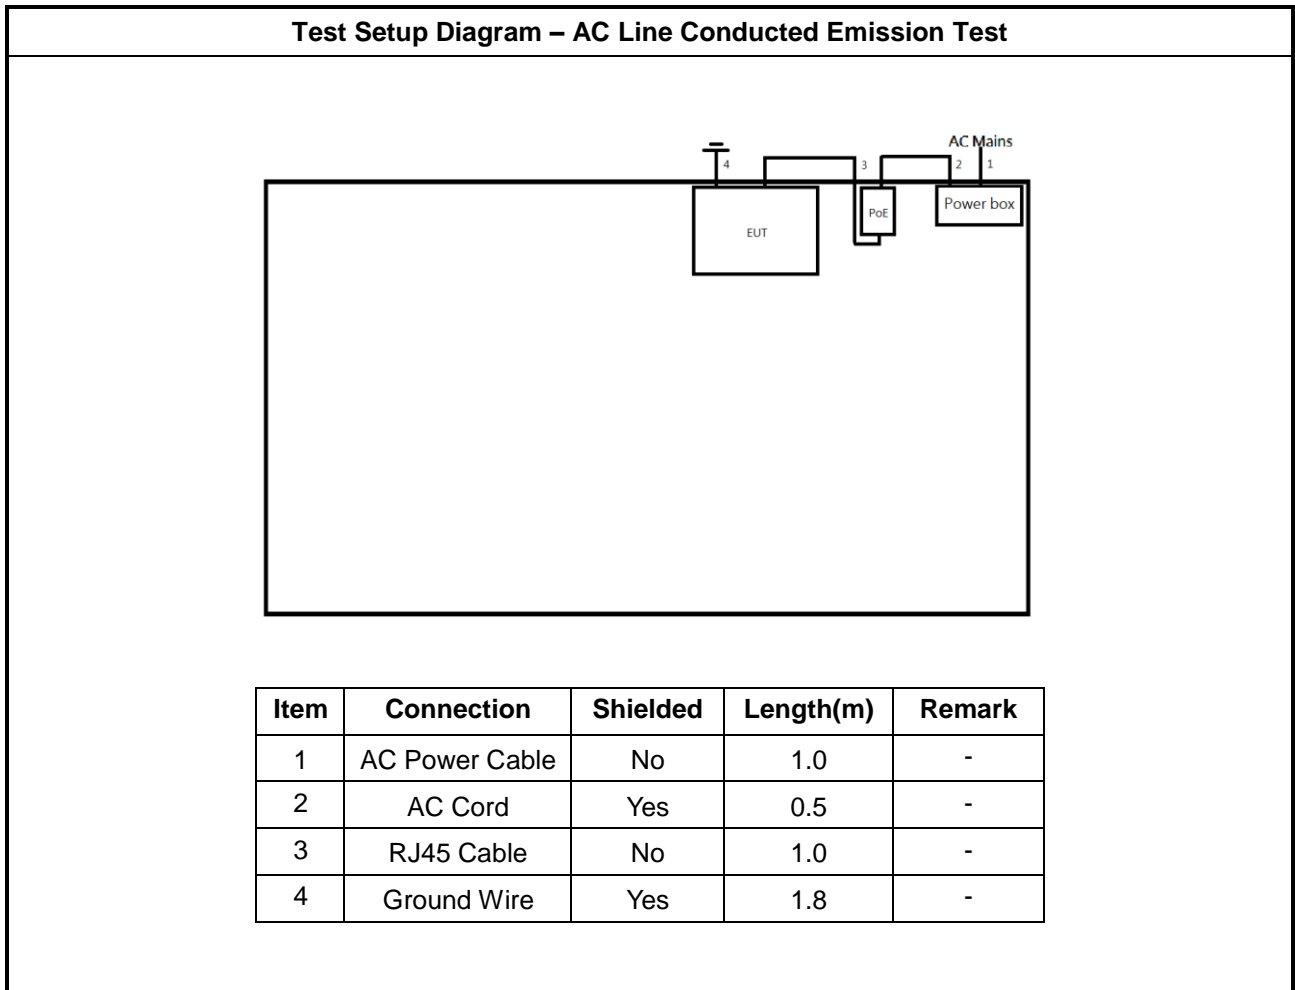 Test Setup Diagram – AC Line Conducted Emission Test
AC Mains
4
3
2
1
PoE
Power box
EUT
Item Connection Shielded Length(m) Remark
1 AC Power Cable No 1.0 -
2 AC Cord Yes 0.5 -
3 RJ45 Cable No 1.0 -
4 Ground Wire Yes 1.8 -